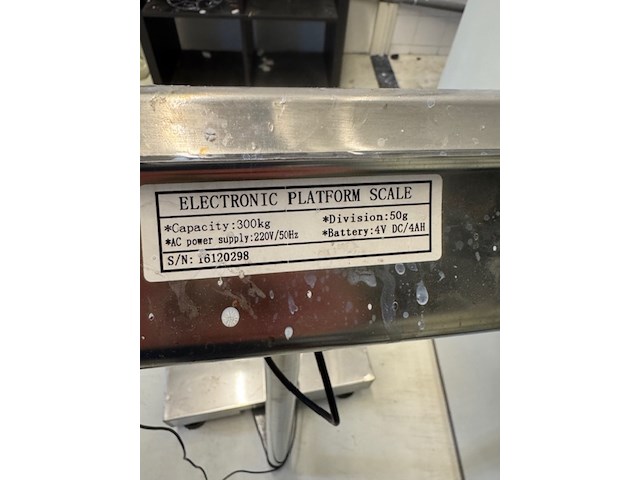 ELECTRONIC PLATFORM SCALE
*Capacity:300kg *Division:50g
*AC power supply:220V/50Hz *Battery:4V DC/4AH
S/N: 16120298